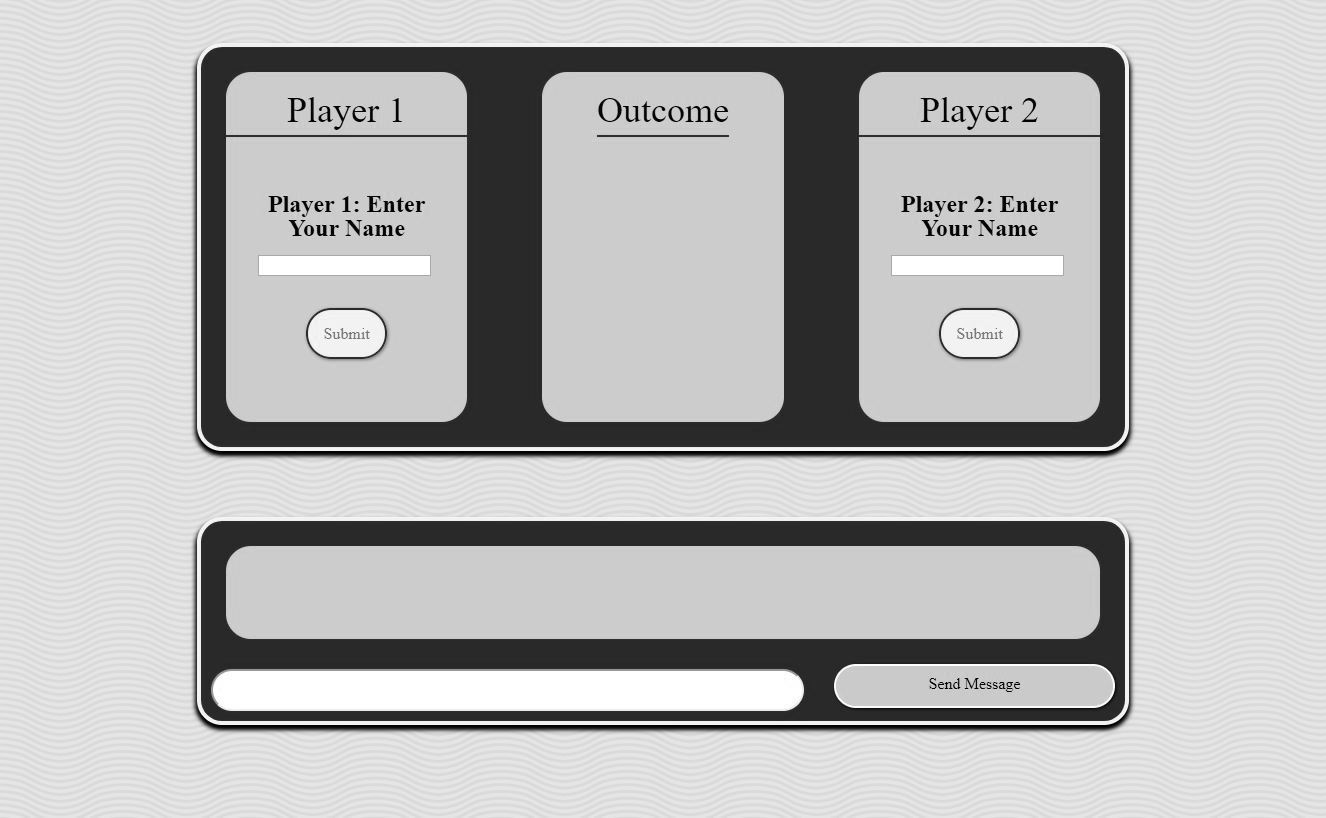 Player 1
Player 1: Enter
Your Name
Submit
Outcome
Player 2
Player 2: Enter
Your Name
Submit
Send Message